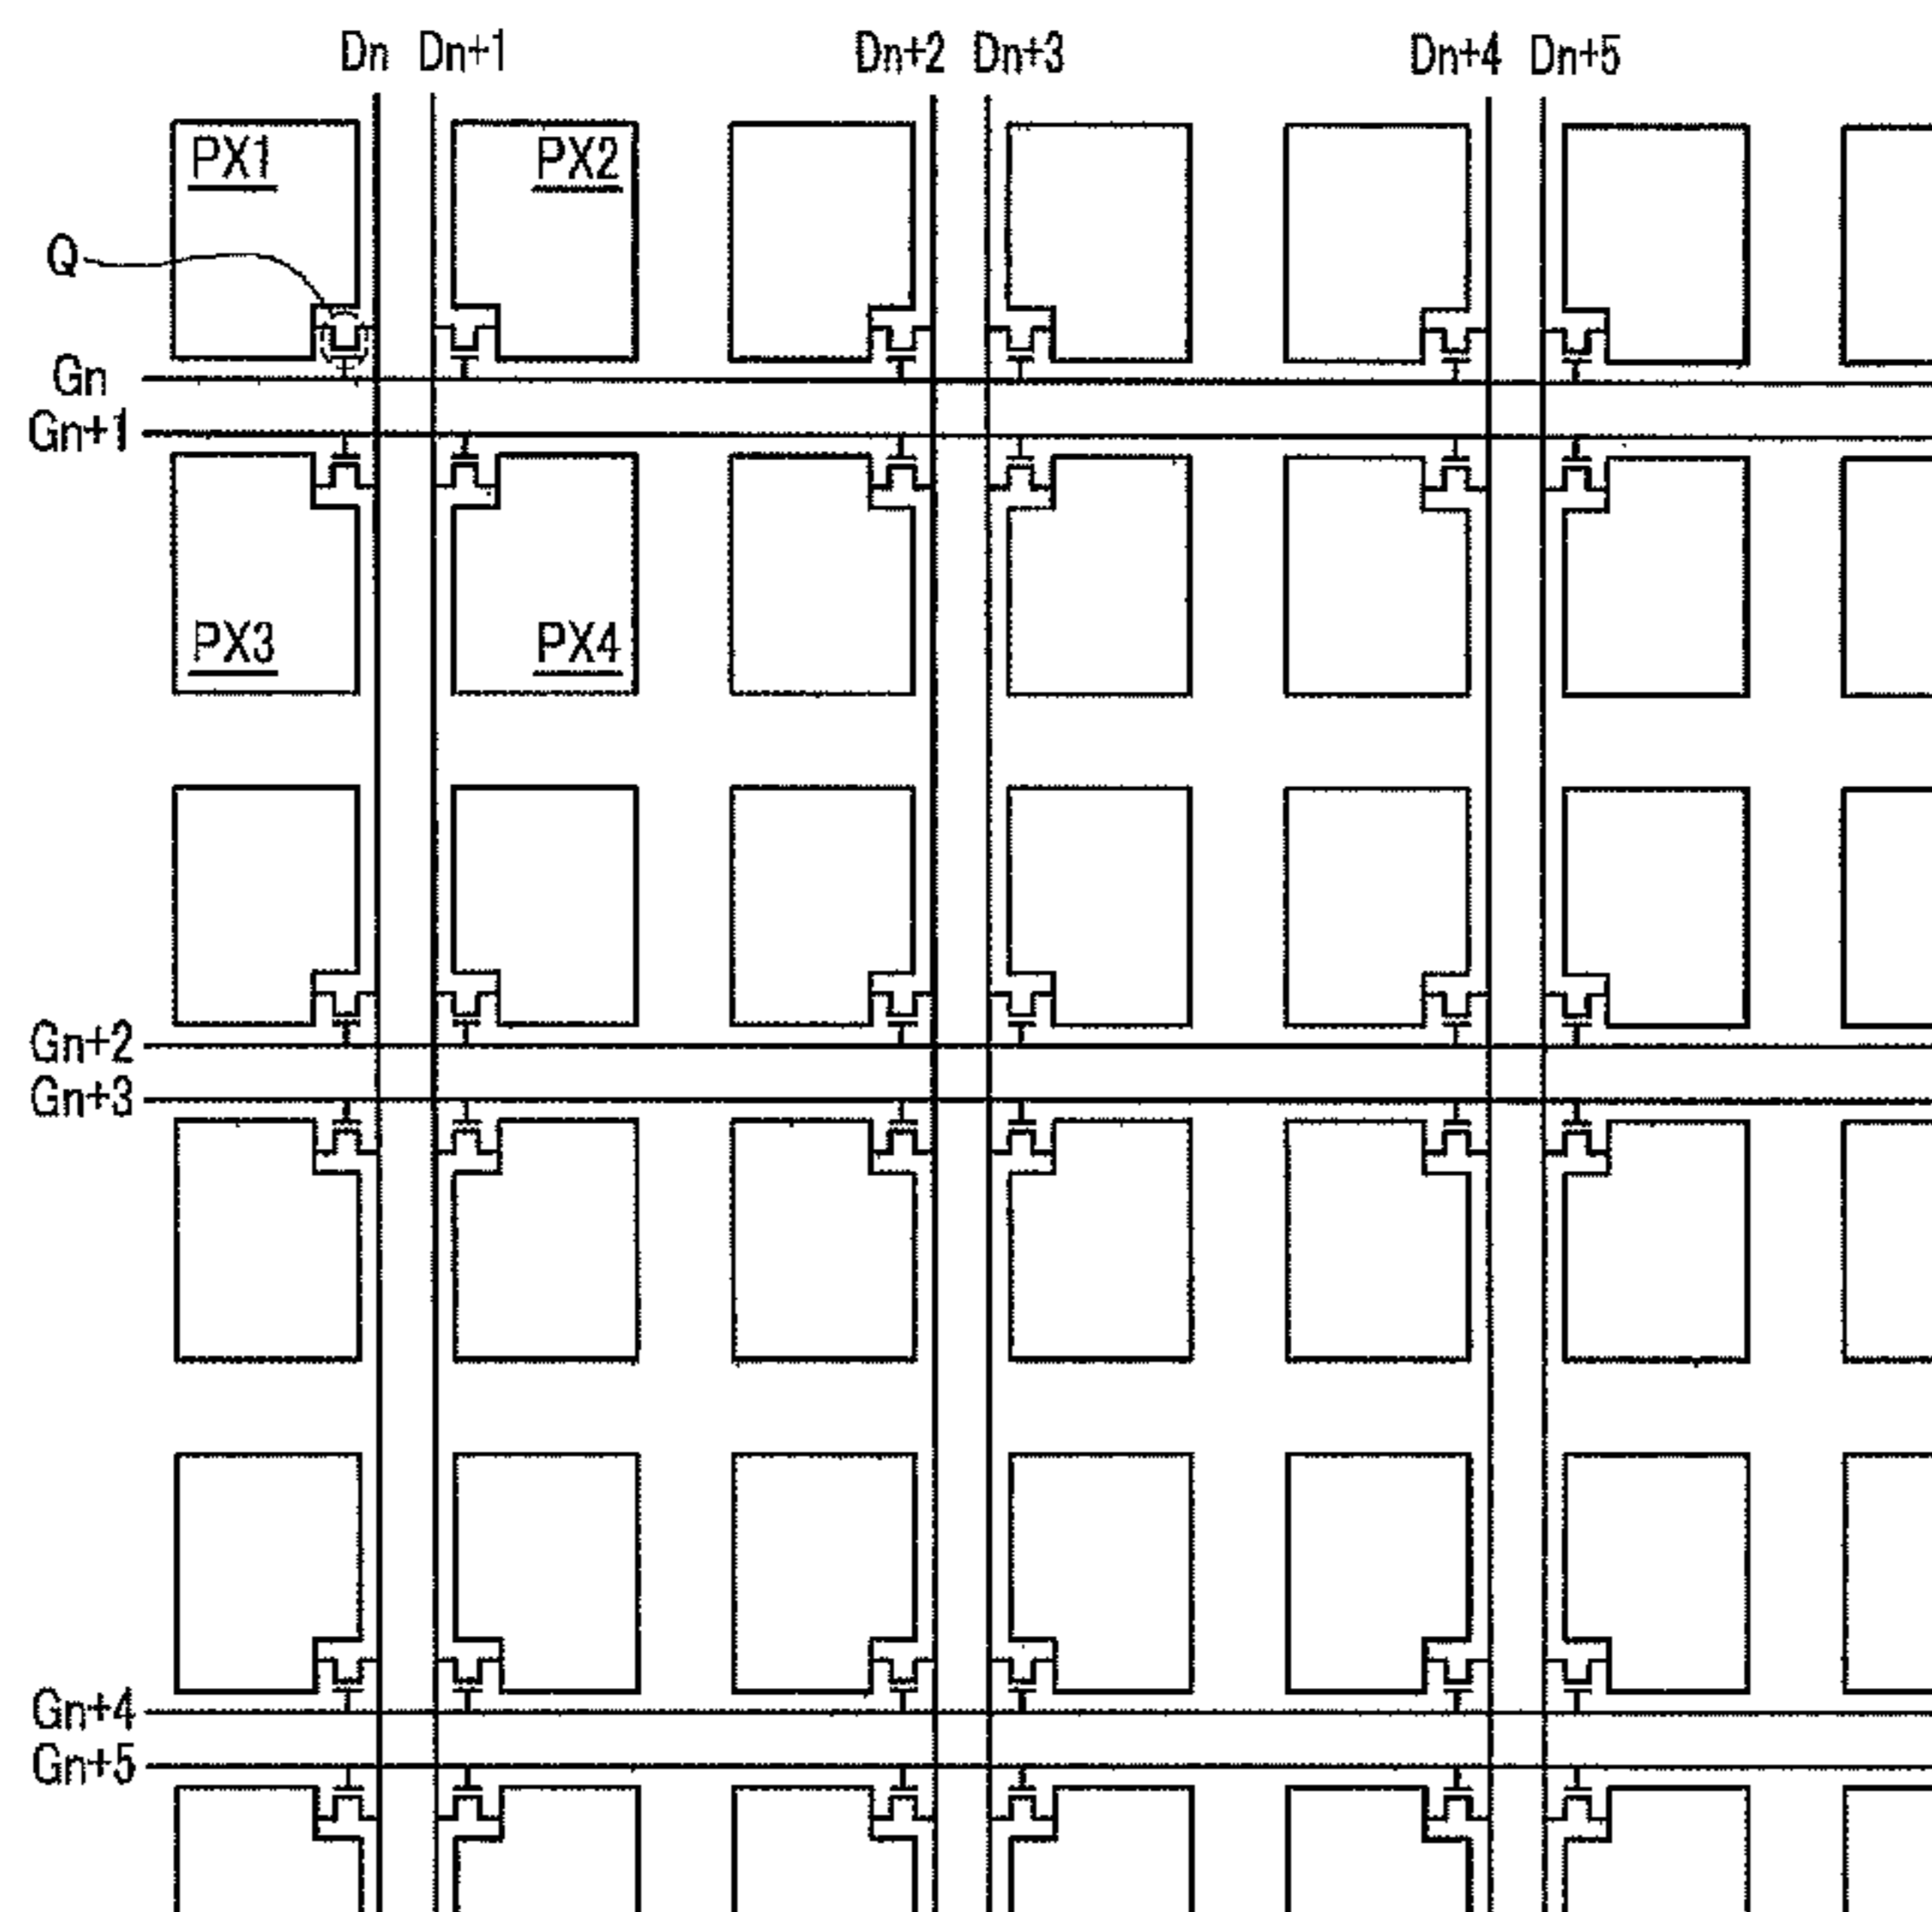 Dn Dn+1 Dn+2 Dn+3 Dn+4 Dn+5
PX1 PX2
Q
Gn
Gn+1
PX3 PX4
Gn+2
Gn+3
Gn+4
Gn+5